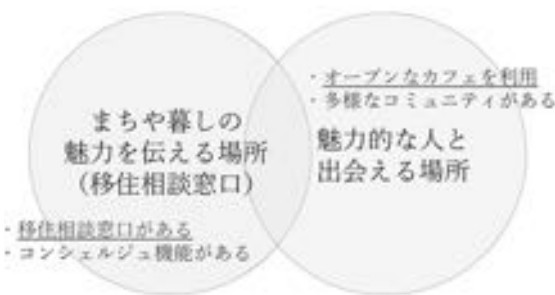 まちや暮しの
魅力を伝える場所
（移住相談窓口）
・移住相談窓口がある
・コンシェルジュ機能がある
・オープンなカフェを利用
・多様なコミュニティがある
魅力的な人と
出会える場所